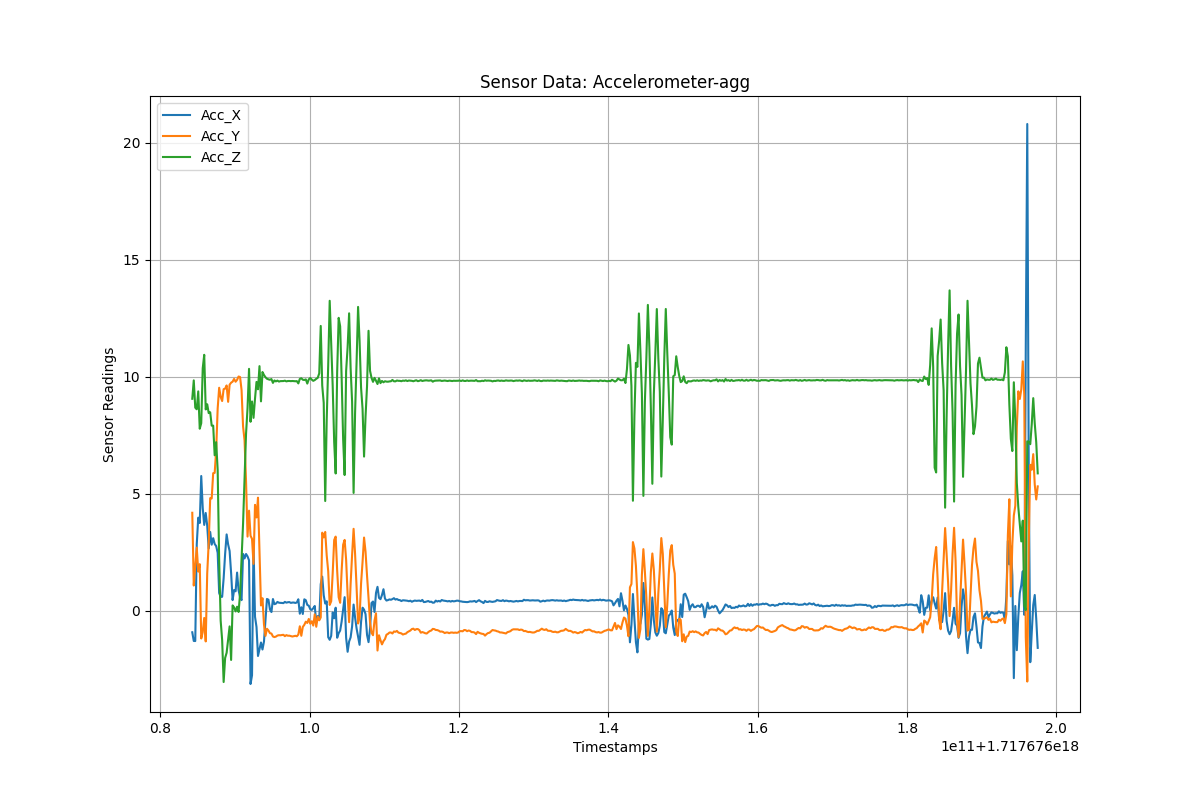 Sensor Data: Accelerometer-agg
Acc_X
Acc_Y
Acc_Z
20
15
10
5
0
Sensor Readings
0.8 1.0 1.2 1.4 1.6 1.8 2.0
Timestamps
1e11+1.717676e18